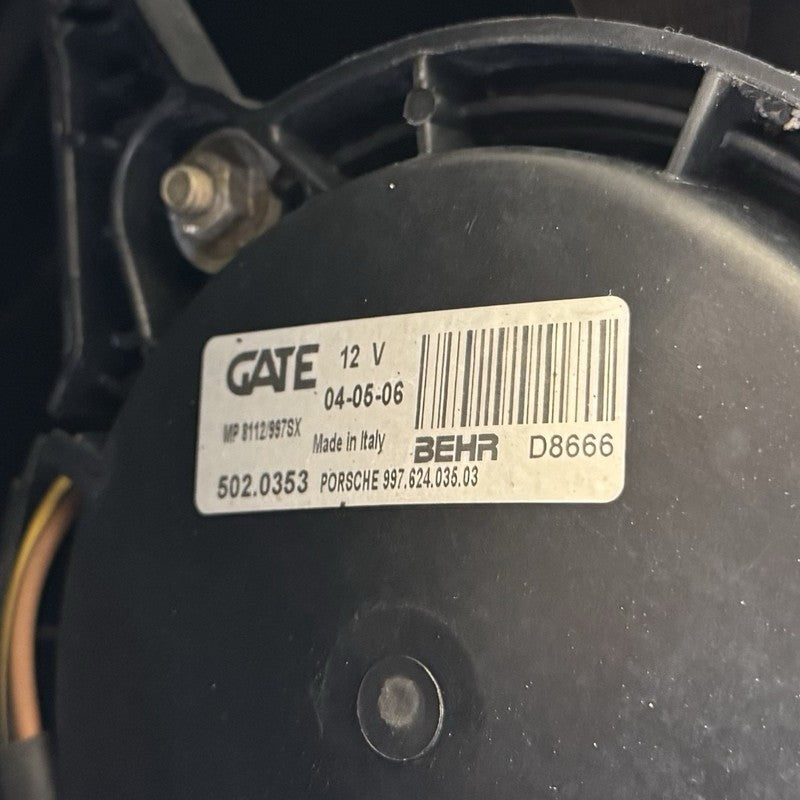 GATE 12 V
04-05-06
MP 8112/997SX Made in Italy BEHR D8666
502.0353 PORSCHE 997.624.035.03